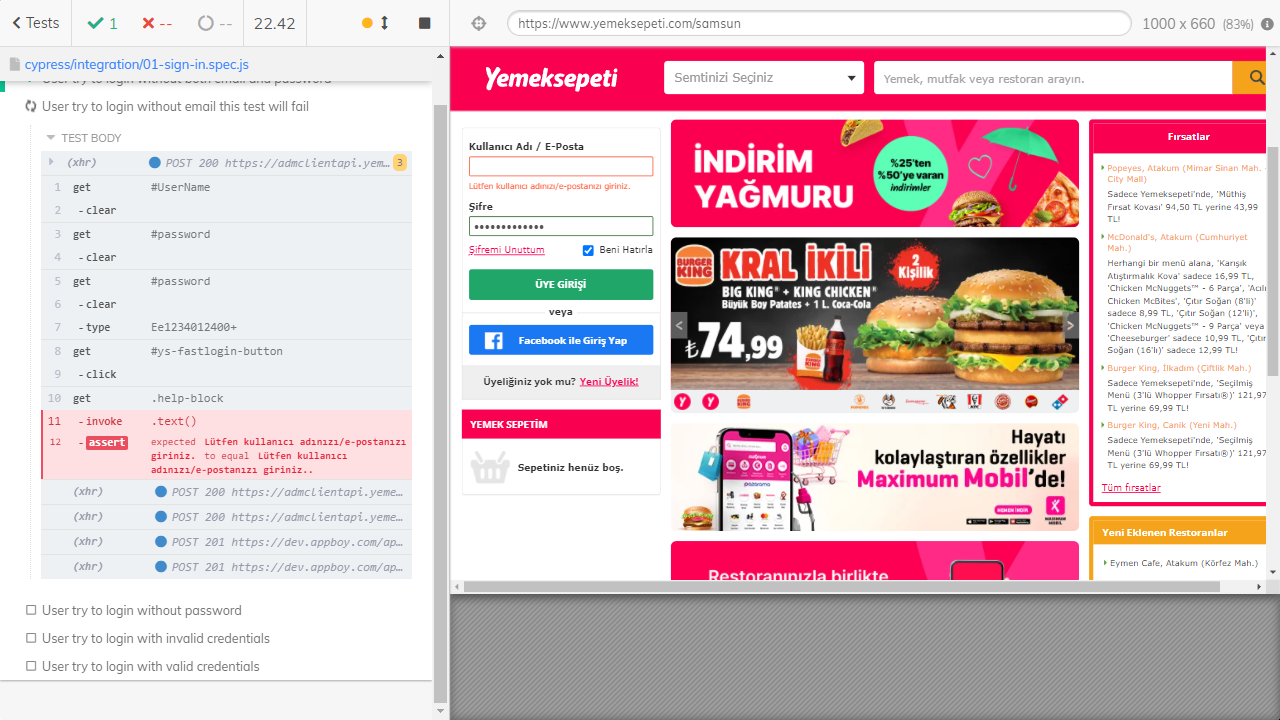 Tests
1
--
--
22.42
https://www.yemeksepeti.com/samsun
1000 x 660 (83%)
cypress/integration/01-sign-in.spec.js
User try to login without both email and password
User try to login without email this test will fail
TEST BODY
(xhr) POST 200 https://admclientapi.yem… 3
1 get #UserName
2 - clear
3 get #password
4 - clear
5 get #password
6 - clear
7 - type Ee1234012400+
8 get #ys-fastlogin-button
9 - click
10 get .help-block
11 - invoke .text()
12 - assert expected Lütfen kullanıcı adınızı/e-postanızı
giriniz. to equal Lütfen kullanıcı
adınızı/e-postanızı giriniz..
(xhr) POST 200 https://admclientapi.yeme…
(xhr) POST 200 https://admclientapi.yeme…
(xhr) POST 201 https://dev.appboy.com/ap…
(xhr) POST 201 https://dev.appboy.com/ap…
User try to login without password
User try to login with invalid credentials
User try to login with valid credentials
Yemeksepeti
Semtinizi Seçiniz
Yemek, mutfak veya restoran arayın.
Kullanıcı Adı / E-Posta
Lütfen kullanıcı adınızı/e-postanızı giriniz.
Şifre
•••••••••••••
Şifremi Unuttum
Beni Hatırla
ÜYE GİRİŞİ
veya
Facebook ile Giriş Yap
Üyeliğiniz yok mu? Yeni Üyelik!
YEMEK SEPETİM
Sepetiniz henüz boş.
İNDİRİM
YAĞMURU
%25'ten
%50'ye varan
indirimler
BURGER
KING
KRAL İKİLİ
2
Kişilik
BIG KING® + KING CHICKEN®
Büyük Boy Patates + 1 L. Coca-Cola
₺74,99
<
>
Hayatı
kolaylaştıran özellikler
Maximum Mobil'de!
HEMEN İNDİR
Restoranınızla birlikte
Fırsatlar
Popeyes, Atakum (Mimar Sinan Mah. -
City Mall)
Sadece Yemeksepeti'nde, 'Müthiş
Fırsat Kovası' 94,50 TL yerine 43,99
TL!
McDonald's, Atakum (Cumhuriyet
Mah.)
Herhangi bir menü alana, 'Karışık
Atıştırmalık Kova' sadece 16,99 TL,
'Chicken McNuggets™ - 6 Parça', 'Acılı
Chicken McBites', 'Çıtır Soğan (8'li)'
sadece 8,99 TL, 'Çıtır Soğan (12'li)',
'Chicken McNuggets™ - 9 Parça' veya
'Cheeseburger' sadece 10,99 TL, 'Çıtır
Soğan (16'lı)' sadece 12,99 TL!
Burger King, İlkadım (Çiftlik Mah.)
Sadece Yemeksepeti'nde, 'Seçilmiş
Menü (3'lü Whopper Fırsatı®)' 121,97
TL yerine 69,99 TL!
Burger King, Canik (Yeni Mah.)
Sadece Yemeksepeti'nde, 'Seçilmiş
Menü (3'lü Whopper Fırsatı®)' 121,97
TL yerine 69,99 TL!
Tüm fırsatlar
Yeni Eklenen Restoranlar
Eymen Cafe, Atakum (Körfez Mah.)